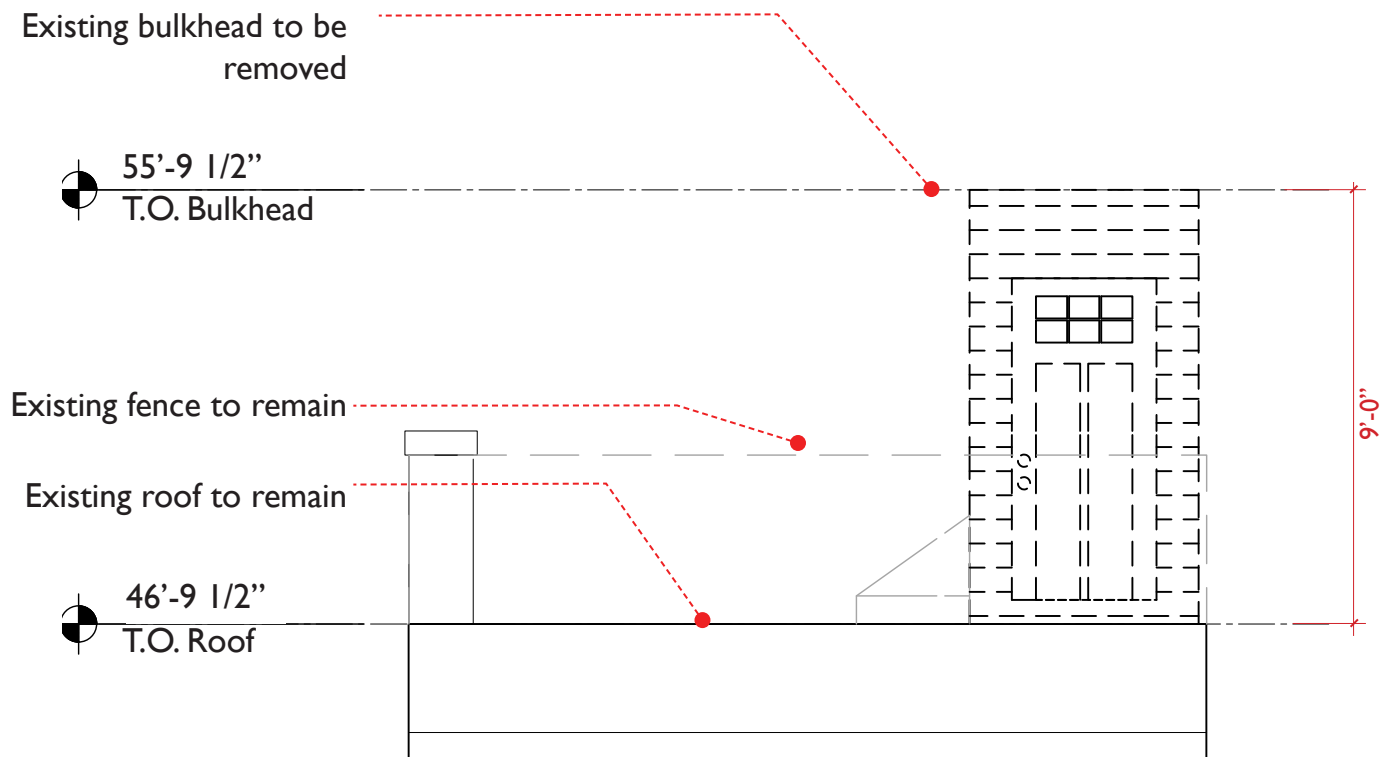 Existing bulkhead to be
removed
55’-9 1/2”
T.O. Bulkhead
Existing fence to remain
9’-0”
Existing roof to remain
46’-9 1/2”
T.O. Roof